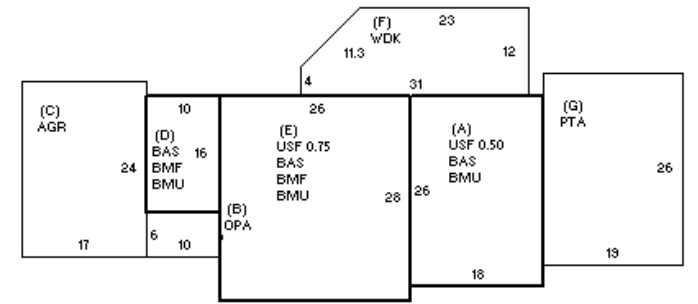 (F)
WDK
23
11.3
12
4
31
(C)
AGR
24
17
10
(D)
BAS
BMF
BMU
16
6
10
(B)
OPA
26
(E)
USF 0.75
BAS
BMF
BMU
28
(A)
USF 0.50
BAS
BMU
26
18
(G)
PTA
26
19